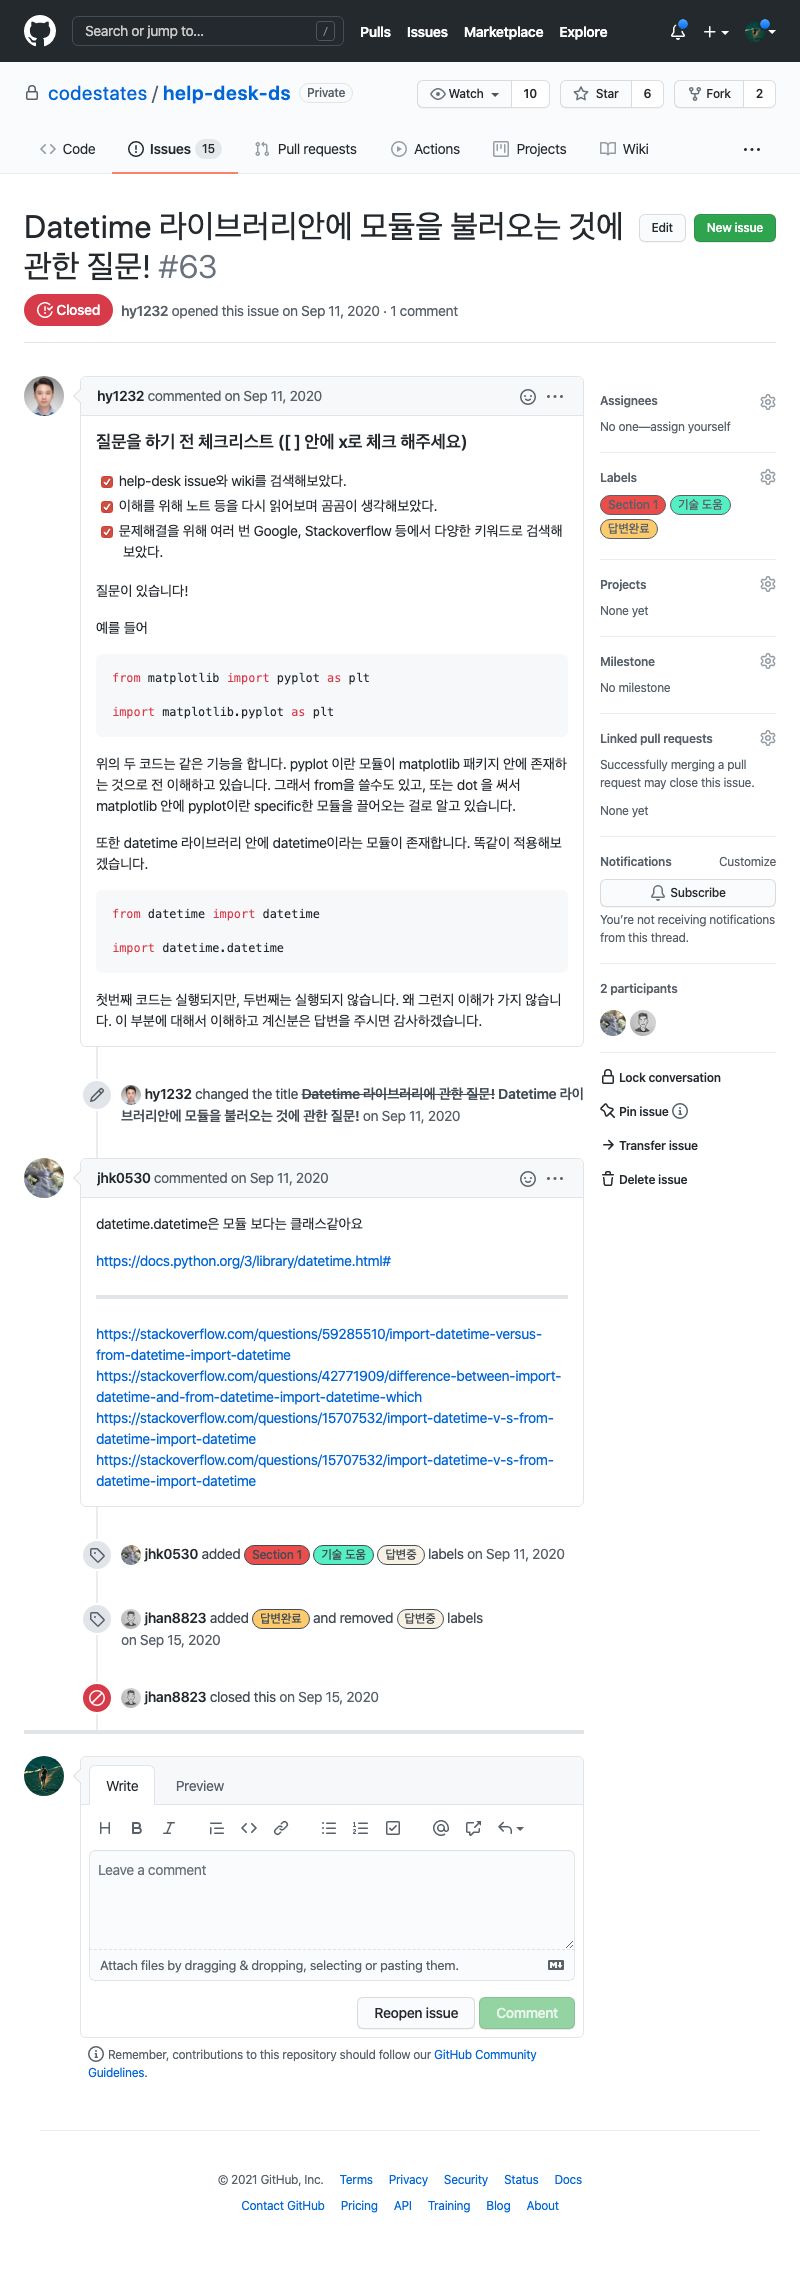 Search or jump to...
/
Pulls
Issues
Marketplace
Explore
codestates / help-desk-ds
Private
Watch
10
Star
6
Fork
2
Code
Issues 15
Pull requests
Actions
Projects
Wiki
Datetime 라이브러리안에 모듈을 불러오는 것에
관한 질문! #63
Edit
New issue
Closed
hy1232 opened this issue on Sep 11, 2020 · 1 comment
hy1232 commented on Sep 11, 2020
질문을 하기 전 체크리스트 ([ ] 안에 x로 체크 해주세요)
help-desk issue와 wiki를 검색해보았다.
이해를 위해 노트 등을 다시 읽어보며 곰곰이 생각해보았다.
문제해결을 위해 여러 번 Google, Stackoverflow 등에서 다양한 키워드로 검색해
보았다.
질문이 있습니다!
예를 들어
from matplotlib import pyplot as plt
import matplotlib.pyplot as plt
위의 두 코드는 같은 기능을 합니다. pyplot 이란 모듈이 matplotlib 패키지 안에 존재하
는 것으로 전 이해하고 있습니다. 그래서 from을 쓸수도 있고, 또는 dot 을 써서
matplotlib 안에 pyplot이란 specific한 모듈을 끌어오는 걸로 알고 있습니다.
또한 datetime 라이브러리 안에 datetime이라는 모듈이 존재합니다. 똑같이 적용해보
겠습니다.
from datetime import datetime
import datetime.datetime
첫번째 코드는 실행되지만, 두번째는 실행되지 않습니다. 왜 그런지 이해가 가지 않습니
다. 이 부분에 대해서 이해하고 계신분은 답변을 주시면 감사하겠습니다.
hy1232 changed the title Datetime 라이브러리에 관한 질문! Datetime 라이
브러리안에 모듈을 불러오는 것에 관한 질문! on Sep 11, 2020
jhk0530 commented on Sep 11, 2020
datetime.datetime은 모듈 보다는 클래스같아요
https://docs.python.org/3/library/datetime.html#
https://stackoverflow.com/questions/59285510/import-datetime-versus-
from-datetime-import-datetime
https://stackoverflow.com/questions/42771909/difference-between-import-
datetime-and-from-datetime-import-datetime-which
https://stackoverflow.com/questions/15707532/import-datetime-v-s-from-
datetime-import-datetime
https://stackoverflow.com/questions/15707532/import-datetime-v-s-from-
datetime-import-datetime
jhk0530 added Section 1 기술 도움 답변중 labels on Sep 11, 2020
jhan8823 added 답변완료 and removed 답변중 labels
on Sep 15, 2020
jhan8823 closed this on Sep 15, 2020
Assignees
No one—assign yourself
Labels
Section 1 기술 도움
답변완료
Projects
None yet
Milestone
No milestone
Linked pull requests
Successfully merging a pull
request may close this issue.
None yet
Notifications
Customize
Subscribe
You're not receiving notifications
from this thread.
2 participants
Lock conversation
Pin issue
Transfer issue
Delete issue
Write
Preview
H B I
Leave a comment
Attach files by dragging & dropping, selecting or pasting them.
Reopen issue
Comment
Remember, contributions to this repository should follow our GitHub Community
Guidelines.
© 2021 GitHub, Inc.
Terms
Privacy
Security
Status
Docs
Contact GitHub
Pricing
API
Training
Blog
About